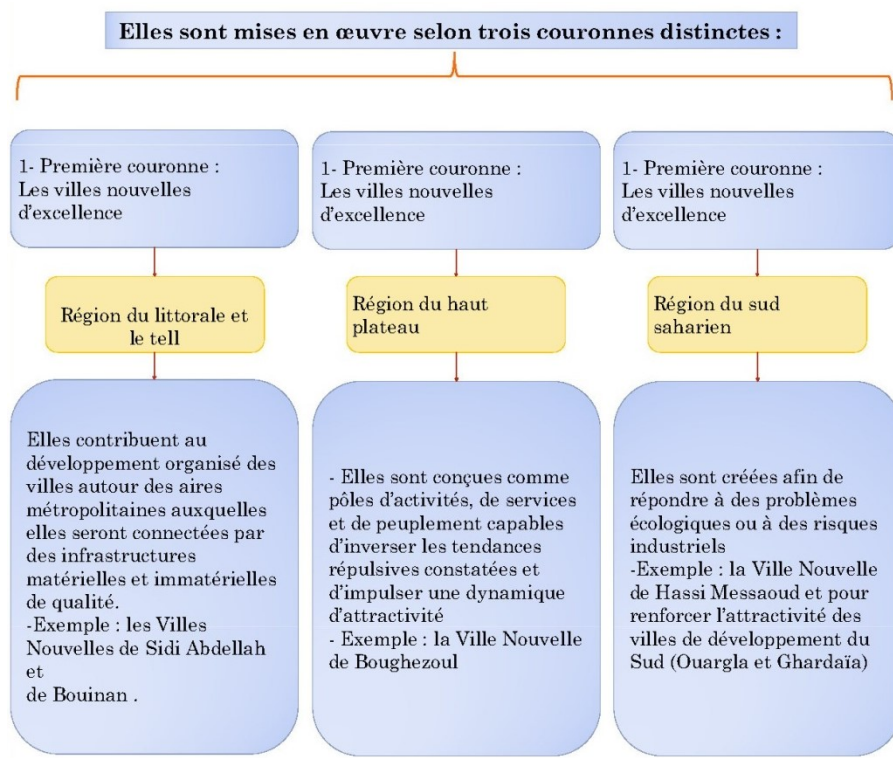 Elles sont mises en œuvre selon trois couronnes distinctes :
1- Première couronne :
Les villes nouvelles
d'excellence
Région du littorale et
le tell
Elles contribuent au
développement organisé des
villes autour des aires
métropolitaines auxquelles
elles seront connectées par
des infrastructures
matérielles et immatérielles
de qualité.
-Exemple : les Villes
Nouvelles de Sidi Abdellah
et
de Bouinan .
1- Première couronne :
Les villes nouvelles
d'excellence
Région du haut
plateau
- Elles sont conçues comme
pôles d'activités, de services
et de peuplement capables
d'inverser les tendances
répulsives constatées et
d'impulser une dynamique
d'attractivité
- Exemple : la Ville Nouvelle
de Boughezoul
1- Première couronne :
Les villes nouvelles
d'excellence
Région du sud
saharien
Elles sont créées afin de
répondre à des problèmes
écologiques ou à des risques
industriels
-Exemple : la Ville Nouvelle
de Hassi Messaoud et pour
renforcer l'attractivité des
villes de développement du
Sud (Ouargla et Ghardaïa)